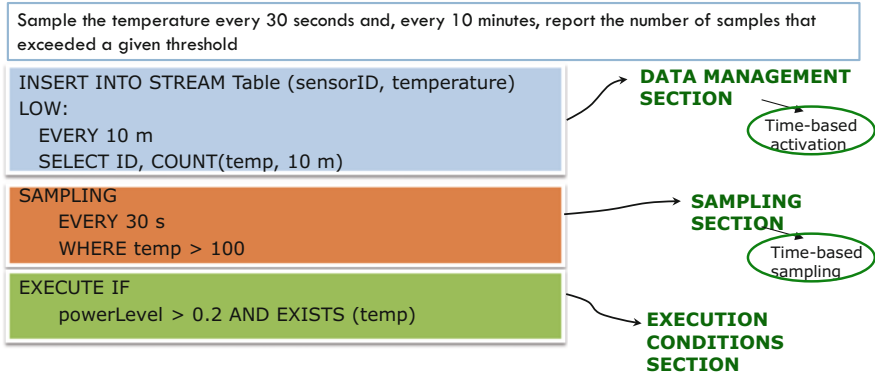 Sample the temperature every 30 seconds and, every 10 minutes, report the number of samples that
exceeded a given threshold
INSERT INTO STREAM Table (sensorID, temperature)
LOW:
EVERY 10 m
SELECT ID, COUNT(temp, 10 m)
DATA MANAGEMENT
SECTION
Time-based
activation
SAMPLING
EVERY 30 s
WHERE temp > 100
SAMPLING
SECTION
Time-based
sampling
EXECUTE IF
powerLevel > 0.2 AND EXISTS (temp)
EXECUTION
CONDITIONS
SECTION